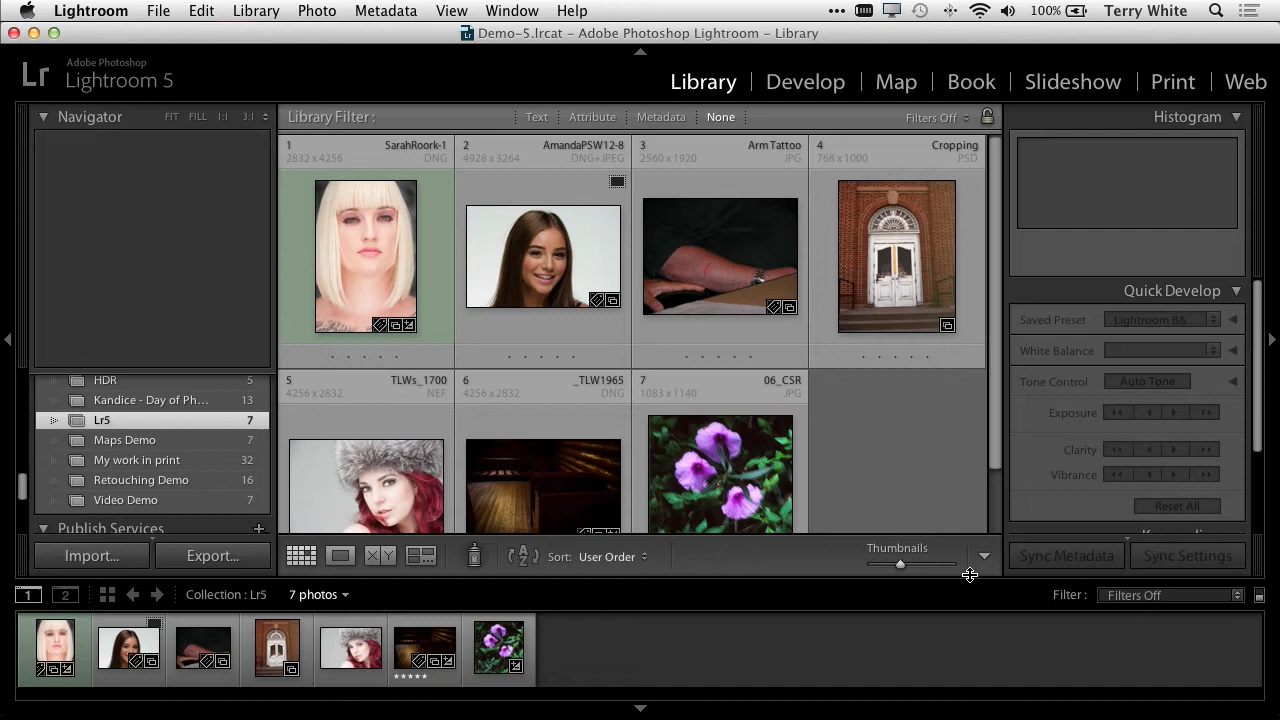 Lightroom File Edit Library Photo Metadata View Window Help 100% Terry White
Demo-5.lrcat – Adobe Photoshop Lightroom – Library
Lr Adobe Photoshop
Lightroom 5
Library Develop Map Book Slideshow Print Web
Navigator FIT FILL 1:1 3:1
Library Filter : Text Attribute Metadata None Filters Off
Histogram
1 SarahRoork-1
2832 x 4256 DNG
2 AmandaPSW12-8
4928 x 3264 DNG+JPEG
3 Arm Tattoo
2560 x 1920 JPG
4 Cropping
768 x 1000 PSD
5 TLWs_1700
4256 x 2832 NEF
6 _TLW1965
4256 x 2832 DNG
7 06_CSR
1083 x 1140 JPG
Quick Develop
Saved Preset Lightroom B&...
White Balance
Tone Control Auto Tone
Exposure
Clarity
Vibrance
Reset All
HDR 5
Kandice - Day of Ph... 13
Lr5 7
Maps Demo 7
My work in print 32
Retouching Demo 16
Video Demo 7
Publish Services +
Import... Export...
X Y
Sort: User Order
Thumbnails
Sync Metadata Sync Settings
1 2 Collection : Lr5 7 photos Filter : Filters Off